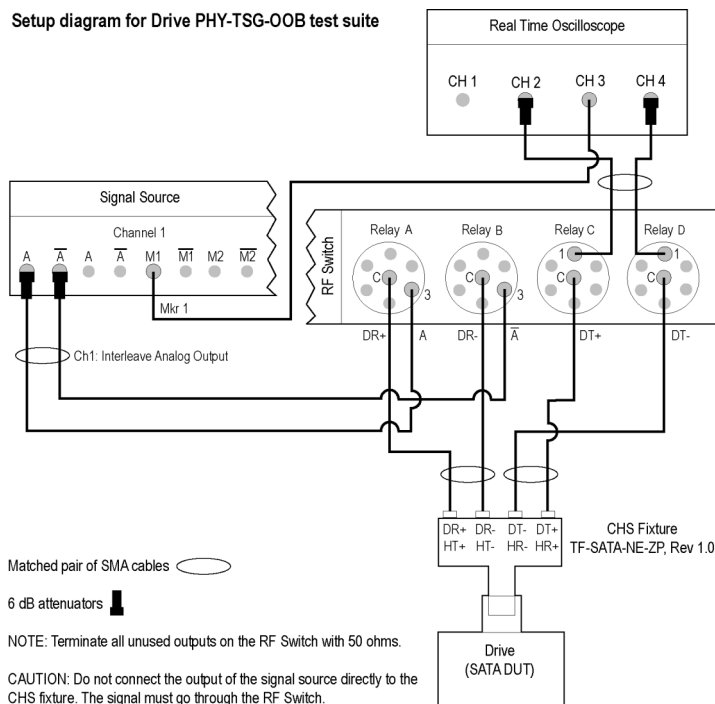 Setup diagram for Drive PHY-TSG-OOB test suite
Real Time Oscilloscope
CH 1 CH 2 CH 3 CH 4
Signal Source
Channel 1
A A̅ A A̅ M1 M̅1̅ M2 M̅2̅
Mkr 1
Ch1: Interleave Analog Output
RF Switch
Relay A Relay B Relay C Relay D
1 1
C C C C
3 3
DR+ A DR- A̅ DT+ DT-
DR+ DR- DT- DT+
HT+ HT- HR- HR+
CHS Fixture
TF-SATA-NE-ZP, Rev 1.0
Matched pair of SMA cables
6 dB attenuators
NOTE: Terminate all unused outputs on the RF Switch with 50 ohms.
CAUTION: Do not connect the output of the signal source directly to the
CHS fixture. The signal must go through the RF Switch.
Drive
(SATA DUT)